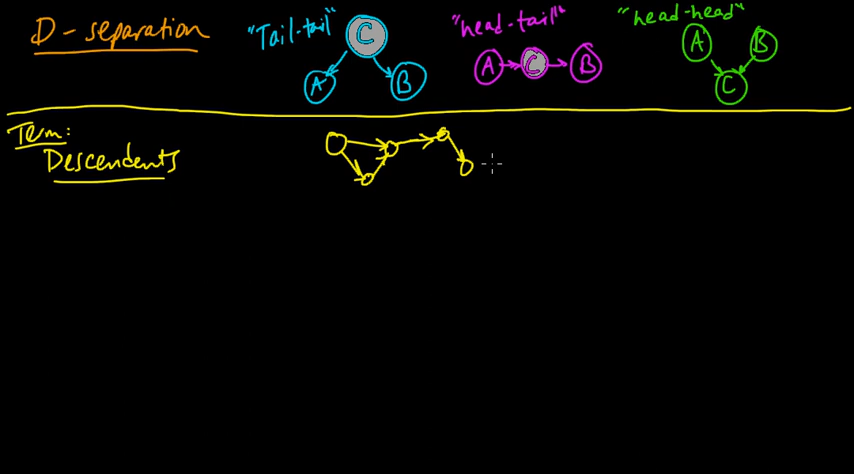 D-separation
"Tail-tail"
C
A
B
"head-tail"
A
C
B
"head-head"
A
B
C
Term:
Descendents